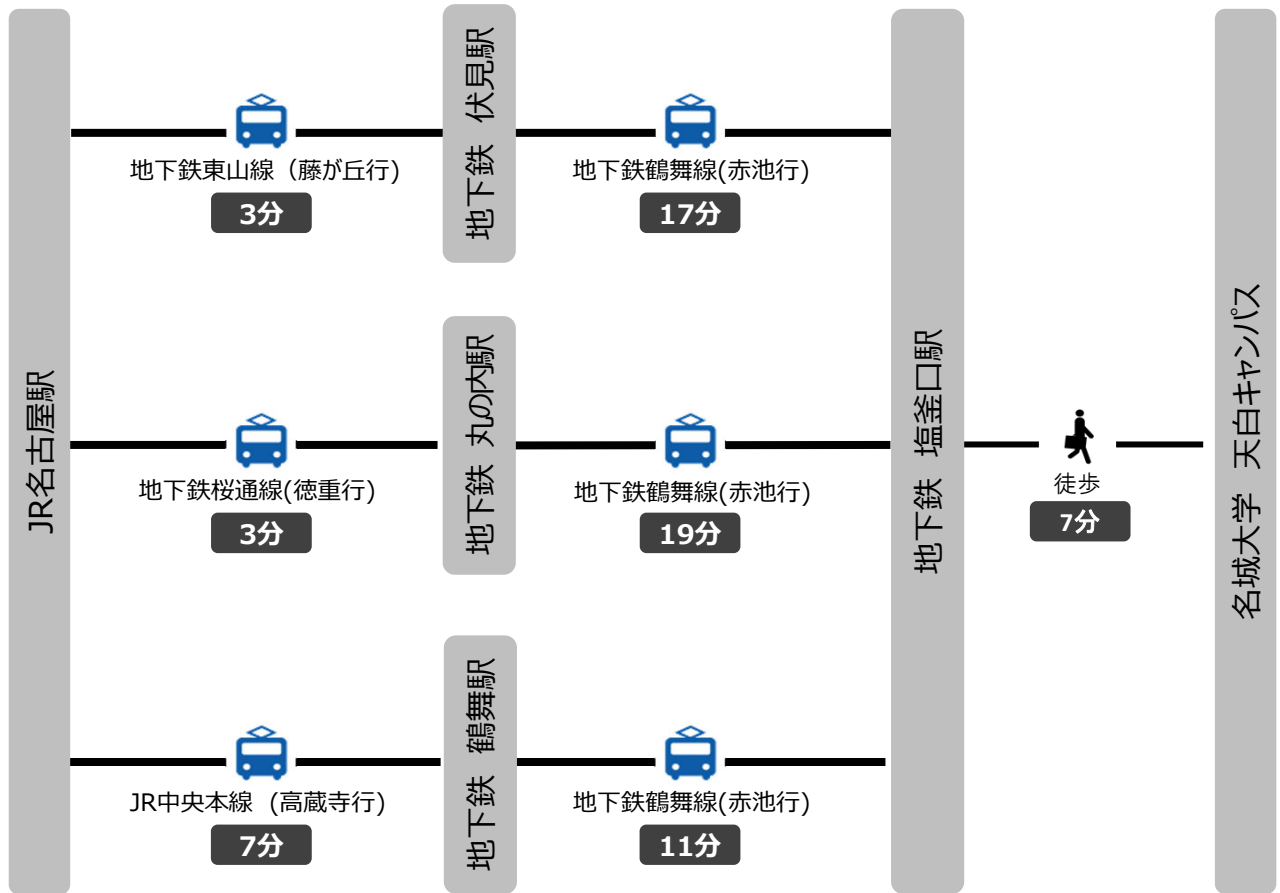 JR名古屋駅
地下鉄東山線（藤が丘行)
3分
地下鉄 伏見駅
地下鉄鶴舞線(赤池行)
17分
地下鉄桜通線(徳重行)
3分
地下鉄 丸の内駅
地下鉄鶴舞線(赤池行)
19分
JR中央本線 (高蔵寺行)
7分
地下鉄 鶴舞駅
地下鉄鶴舞線(赤池行)
11分
地下鉄 塩釜口駅
徒歩
7分
名城大学 天白キャンパス